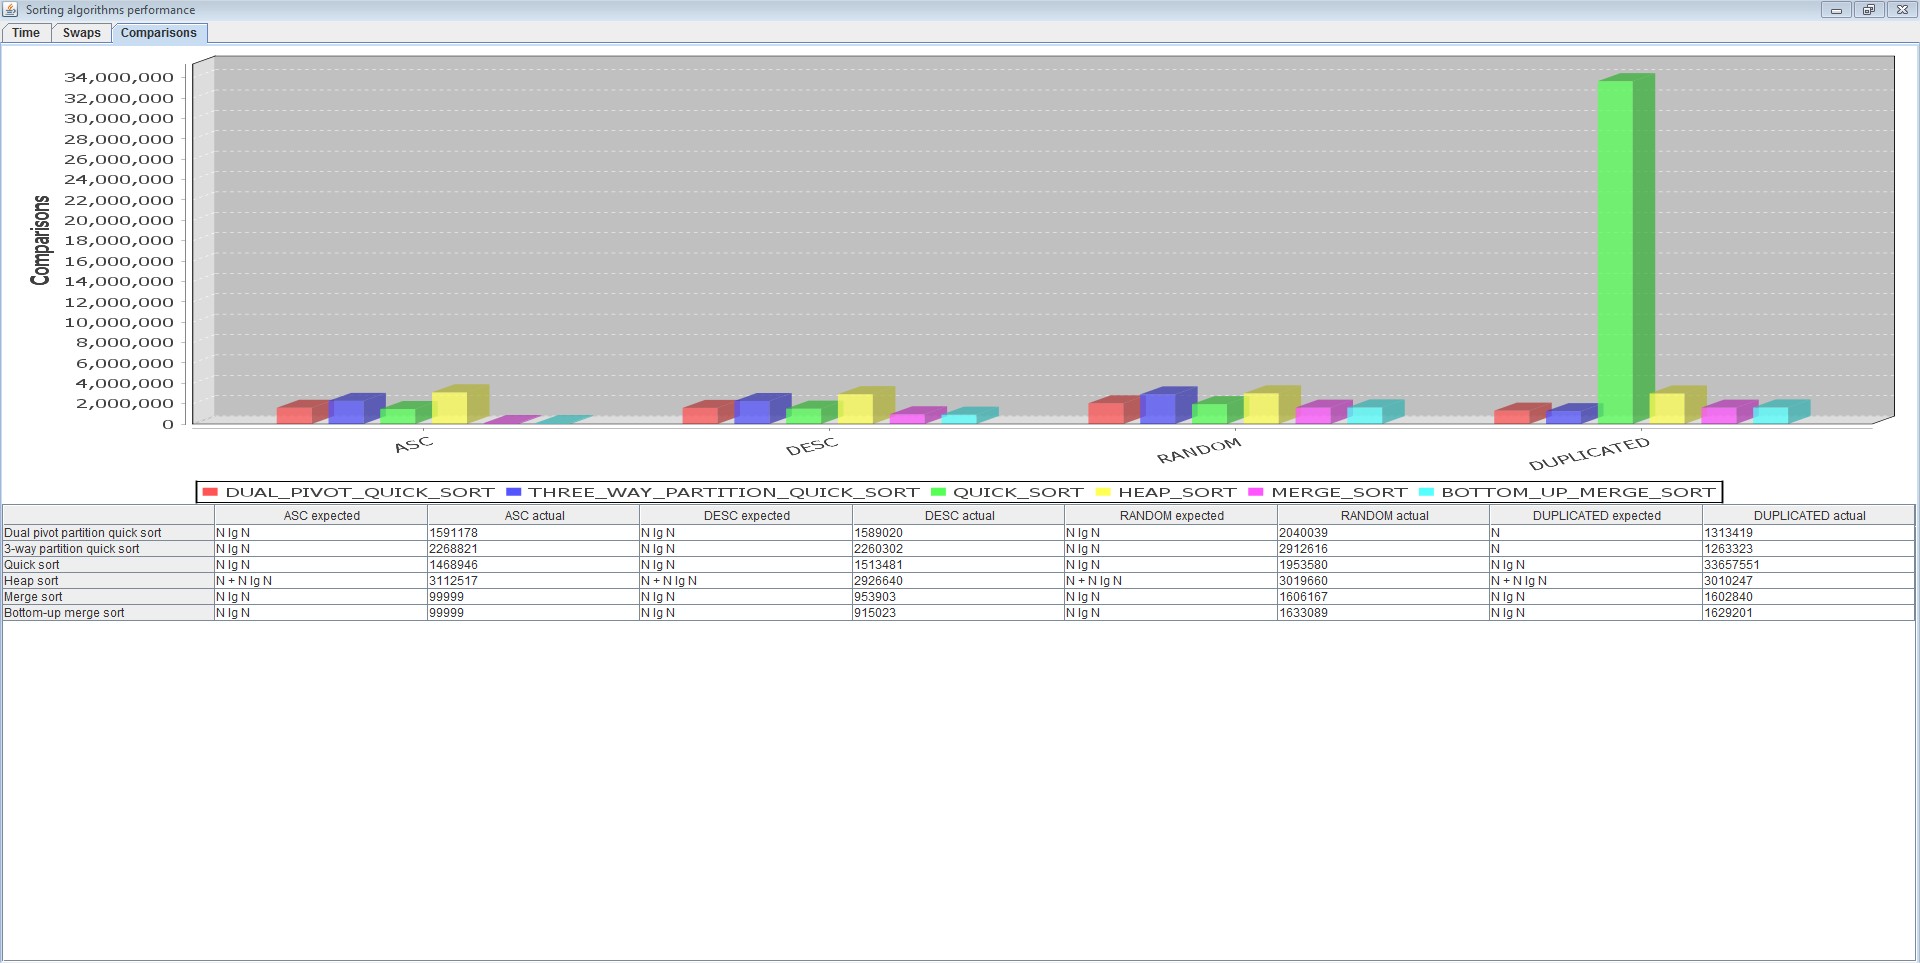 Sorting algorithms performance
Time Swaps Comparisons
34,000,000
32,000,000
30,000,000
28,000,000
26,000,000
24,000,000
22,000,000
20,000,000
18,000,000
16,000,000
14,000,000
12,000,000
10,000,000
8,000,000
6,000,000
4,000,000
2,000,000
0
Comparisons
ASC DESC RANDOM DUPLICATED
DUAL_PIVOT_QUICK_SORT THREE_WAY_PARTITION_QUICK_SORT QUICK_SORT HEAP_SORT MERGE_SORT BOTTOM_UP_MERGE_SORT
ASC expected ASC actual DESC expected DESC actual RANDOM expected RANDOM actual DUPLICATED expected DUPLICATED actual
Dual pivot partition quick sort N lg N 1591178 N lg N 1589020 N lg N 2040039 N 1313419
3-way partition quick sort N lg N 2268821 N lg N 2260302 N lg N 2912616 N 1263323
Quick sort N lg N 1468946 N lg N 1513481 N lg N 1953580 N lg N 33657551
Heap sort N + N lg N 3112517 N + N lg N 2926640 N + N lg N 3019660 N + N lg N 3010247
Merge sort N lg N 99999 N lg N 953903 N lg N 1606167 N lg N 1602840
Bottom-up merge sort N lg N 99999 N lg N 915023 N lg N 1633089 N lg N 1629201